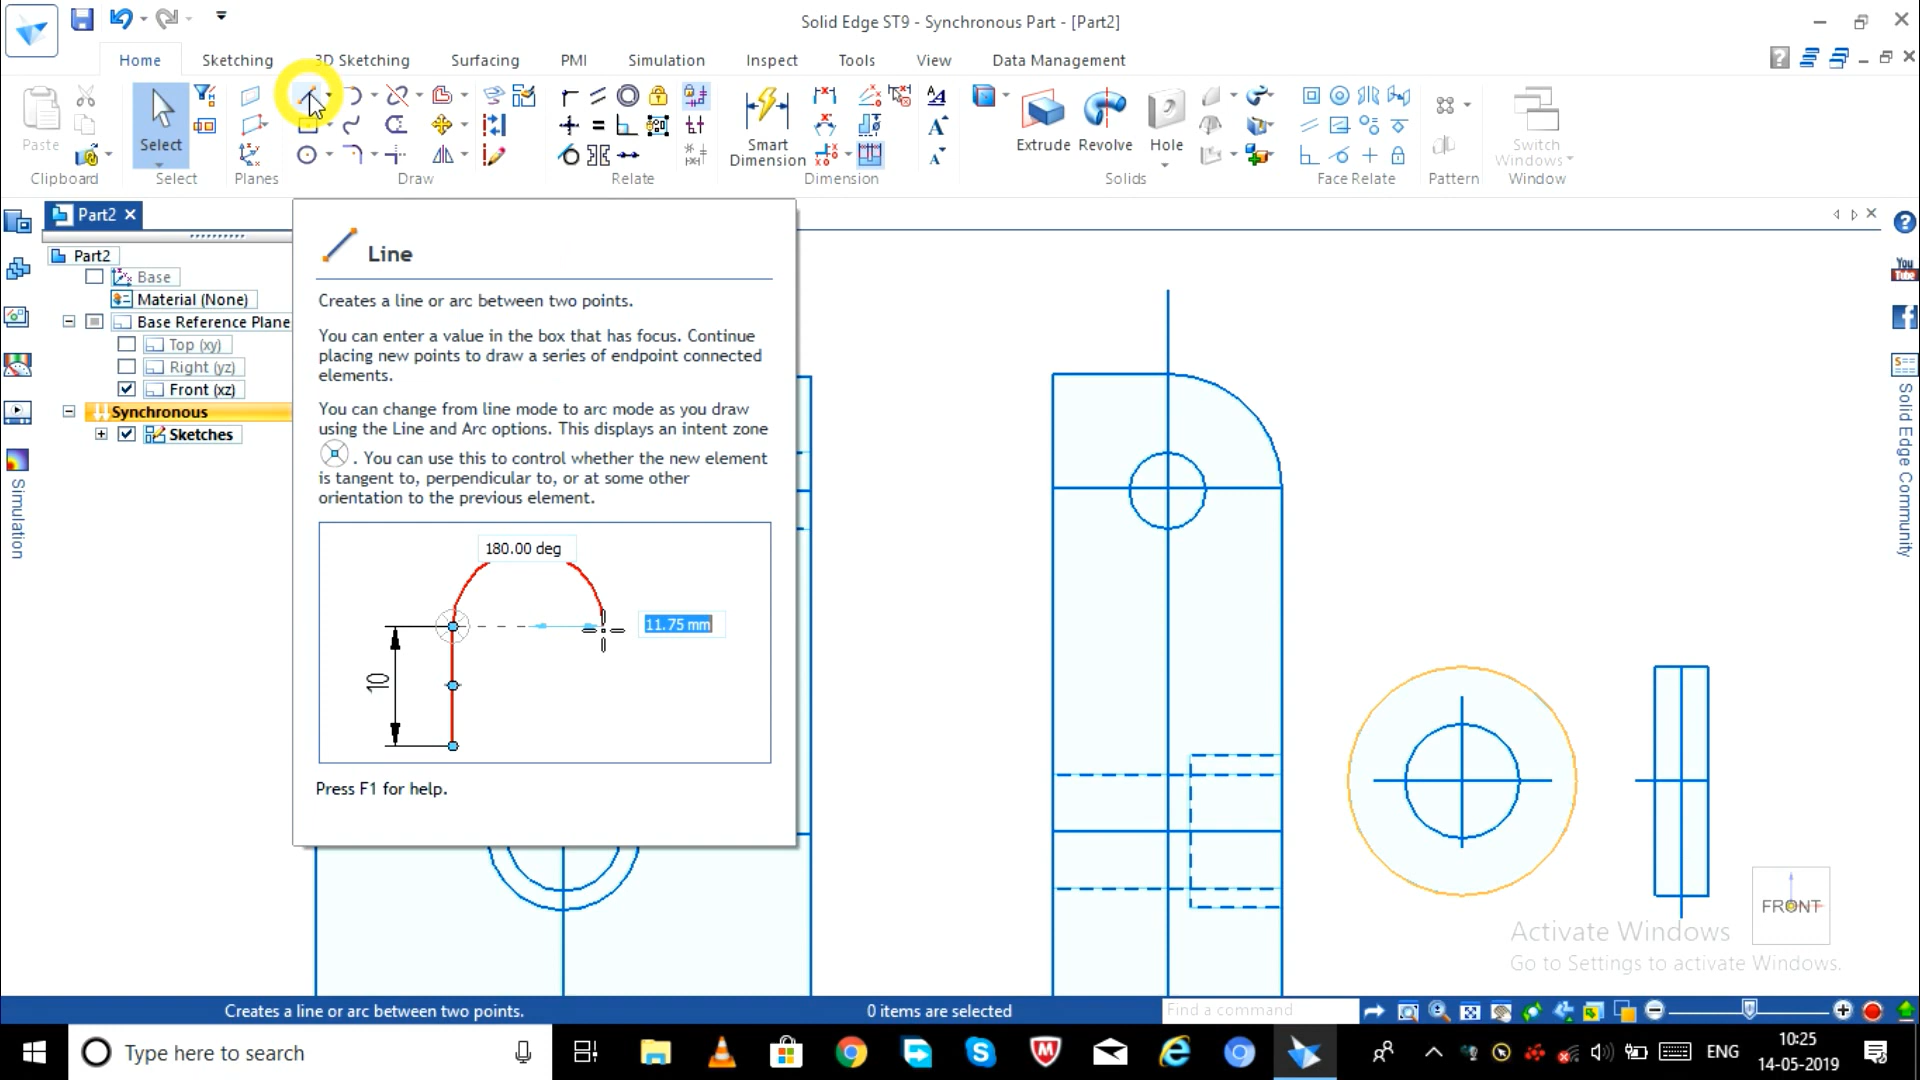 Solid Edge ST9 - Synchronous Part - [Part2]
Home
Sketching
3D Sketching
Surfacing
PMI
Simulation
Inspect
Tools
View
Data Management
Paste
Clipboard
Select
Select
Planes
Draw
Relate
Smart
Dimension
Dimension
Extrude
Revolve
Hole
Solids
Face Relate
Pattern
Switch
Windows
Window
Part2
Part2
Base
Material (None)
Base Reference Plane
Top (xy)
Right (yz)
Front (xz)
Synchronous
Sketches
Simulation
Line
Creates a line or arc between two points.
You can enter a value in the box that has focus. Continue
placing new points to draw a series of endpoint connected
elements.
You can change from line mode to arc mode as you draw
using the Line and Arc options. This displays an intent zone
. You can use this to control whether the new element
is tangent to, perpendicular to, or at some other
orientation to the previous element.
180.00 deg
11.75 mm
10
Press F1 for help.
You
Tube
Solid Edge Community
FRONT
Activate Windows
Go to Settings to activate Windows.
Creates a line or arc between two points.
0 items are selected
Find a command
Type here to search
ENG
10:25
14-05-2019